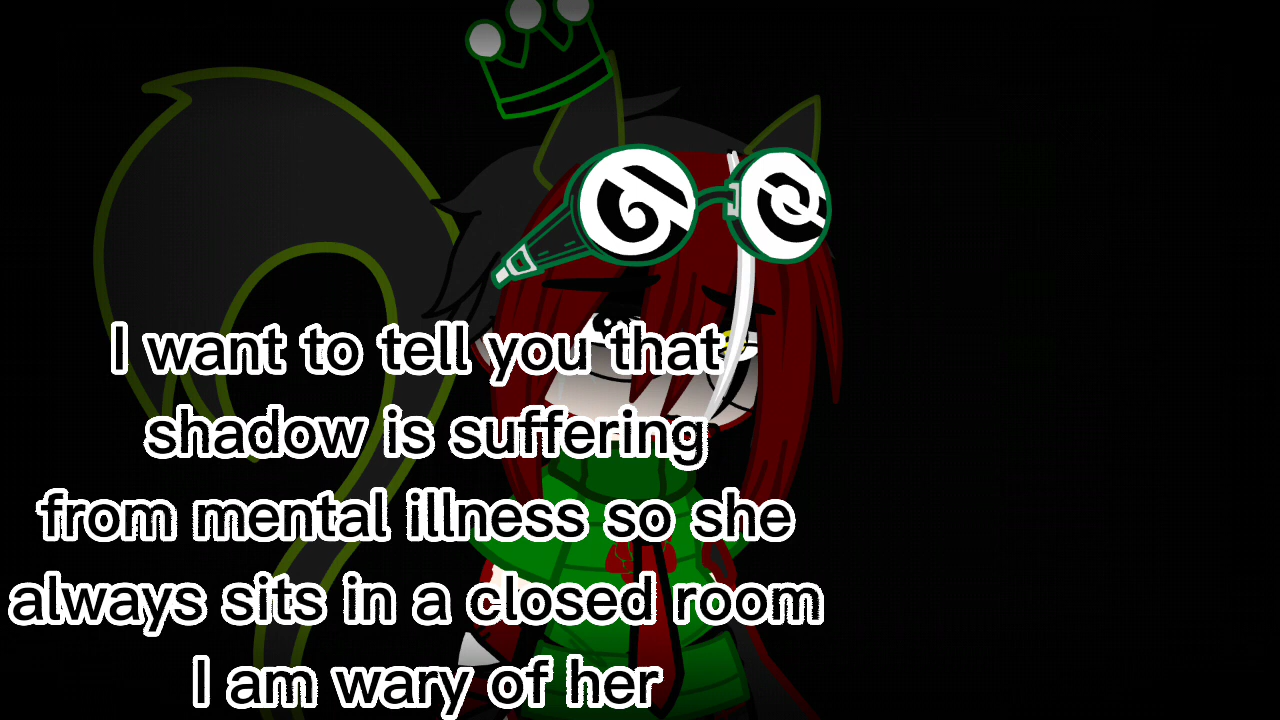 I want to tell you that
shadow is suffering
from mental illness so she
always sits in a closed room
I am wary of her